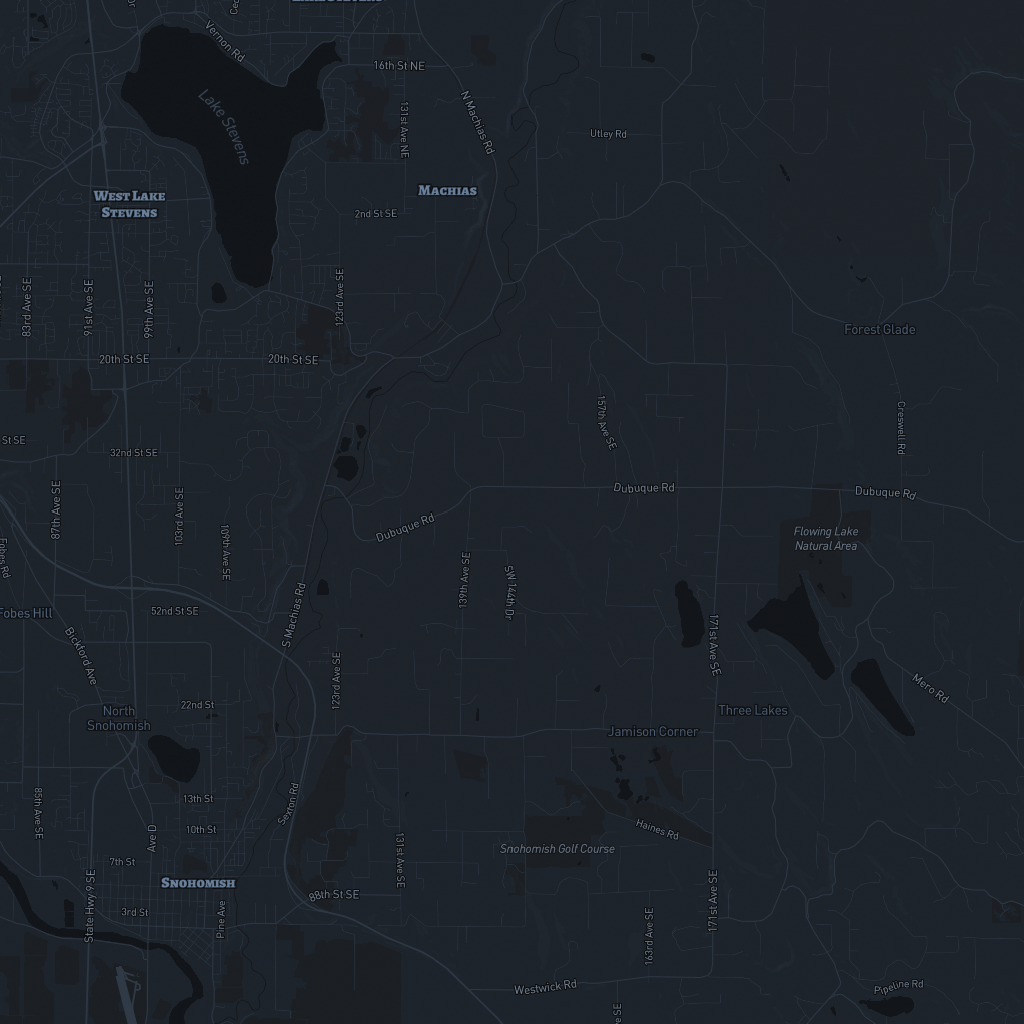 Vernon Rd
16th St NE
Lake Stevens
131st Ave NE
N Machias Rd
Utley Rd
West Lake
Stevens
Machias
2nd St SE
83rd Ave SE
91st Ave SE
99th Ave SE
123rd Ave SE
Forest Glade
20th St SE
20th St SE
157th Ave SE
Creswell Rd
St SE
32nd St SE
87th Ave SE
103rd Ave SE
109th Ave SE
Dubuque Rd
Dubuque Rd
Dubuque Rd
Flowing Lake
Natural Area
Fobes Rd
139th Ave SE
SW 144th Dr
Fobes Hill
52nd St SE
S Machias Rd
171st Ave SE
Bickford Ave
123rd Ave SE
Mero Rd
22nd St
North
Snohomish
Three Lakes
Jamison Corner
13th St
Sexton Rd
85th Ave SE
10th St
Ave D
Haines Rd
131st Ave SE
Snohomish Golf Course
7th St
Snohomish
88th St SE
State Hwy 9 SE
3rd St
Pine Ave
171st Ave SE
163rd Ave SE
Westwick Rd
Pipeline Rd